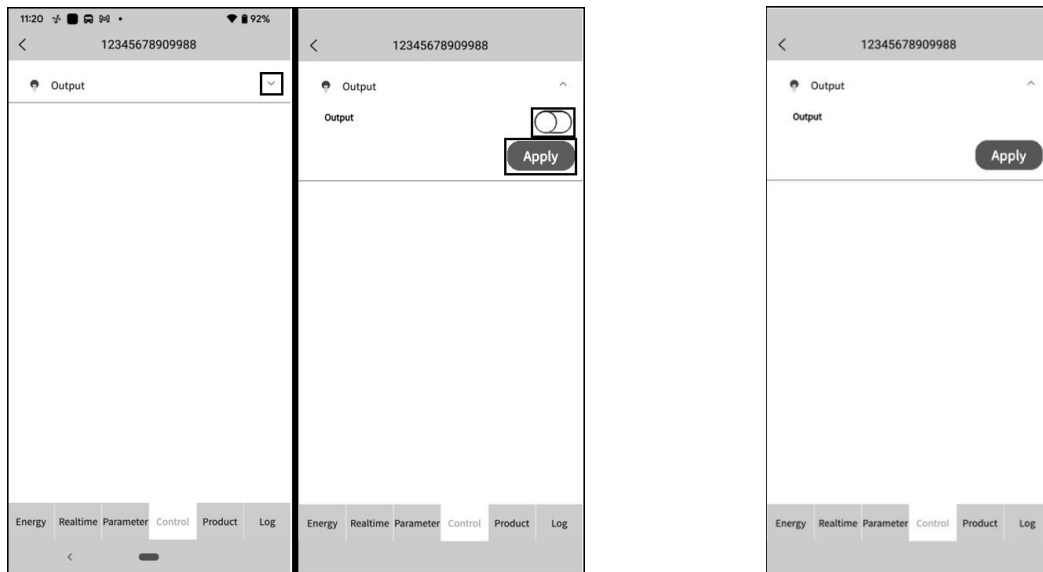 11:20 92%
12345678909988
Output
Energy Realtime Parameter Control Product Log
12345678909988
Output
Output
Apply
Energy Realtime Parameter Control Product Log
12345678909988
Output
Output
Apply
Energy Realtime Parameter Control Product Log